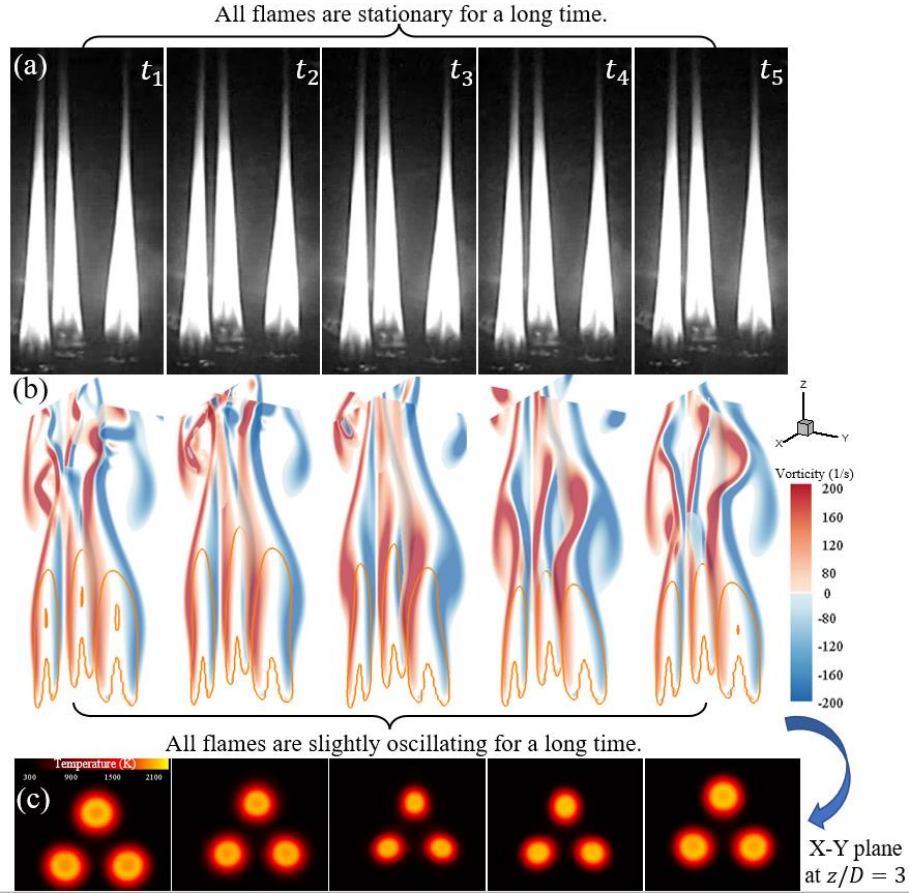 All flames are stationary for a long time.
(a)
t₁
t₂
t₃
t₄
t₅
(b)
Z
X
Y
Vorticity (1/s)
200
160
120
80
0
-80
-120
-160
-200
All flames are slightly oscillating for a long time.
Temperature (K)
300 900 1500 2100
(c)
X-Y plane
at z/D = 3